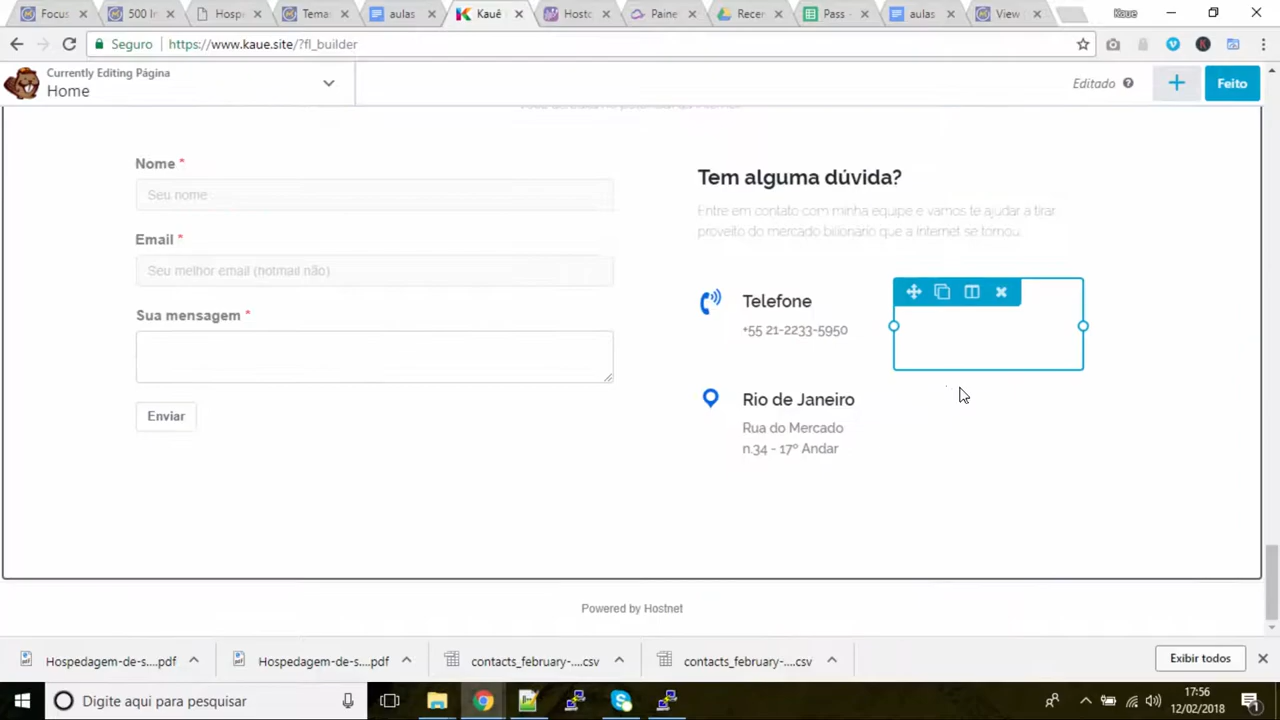 Focus
500 In
Hosp
Tema
aulas
Kauê
Hostc
Paine
Recer
Pass -
aulas
View
Kaue
Seguro
https://www.kaue.site/?fl_builder
Currently Editing Página
Home
Editado
Feito
Nome *
Seu nome
Email *
Seu melhor email (hotmail não)
Sua mensagem *
Enviar
Tem alguma dúvida?
Entre em contato com minha equipe e vamos te ajudar a tirar
proveito do mercado bilionário que a internet se tornou.
Telefone
+55 21-2233-5950
Rio de Janeiro
Rua do Mercado
n.34 - 17º Andar
Powered by Hostnet
Hospedagem-de-s....pdf
Hospedagem-de-s....pdf
contacts_february-....csv
contacts_february-....csv
Exibir todos
Digite aqui para pesquisar
17:56
12/02/2018